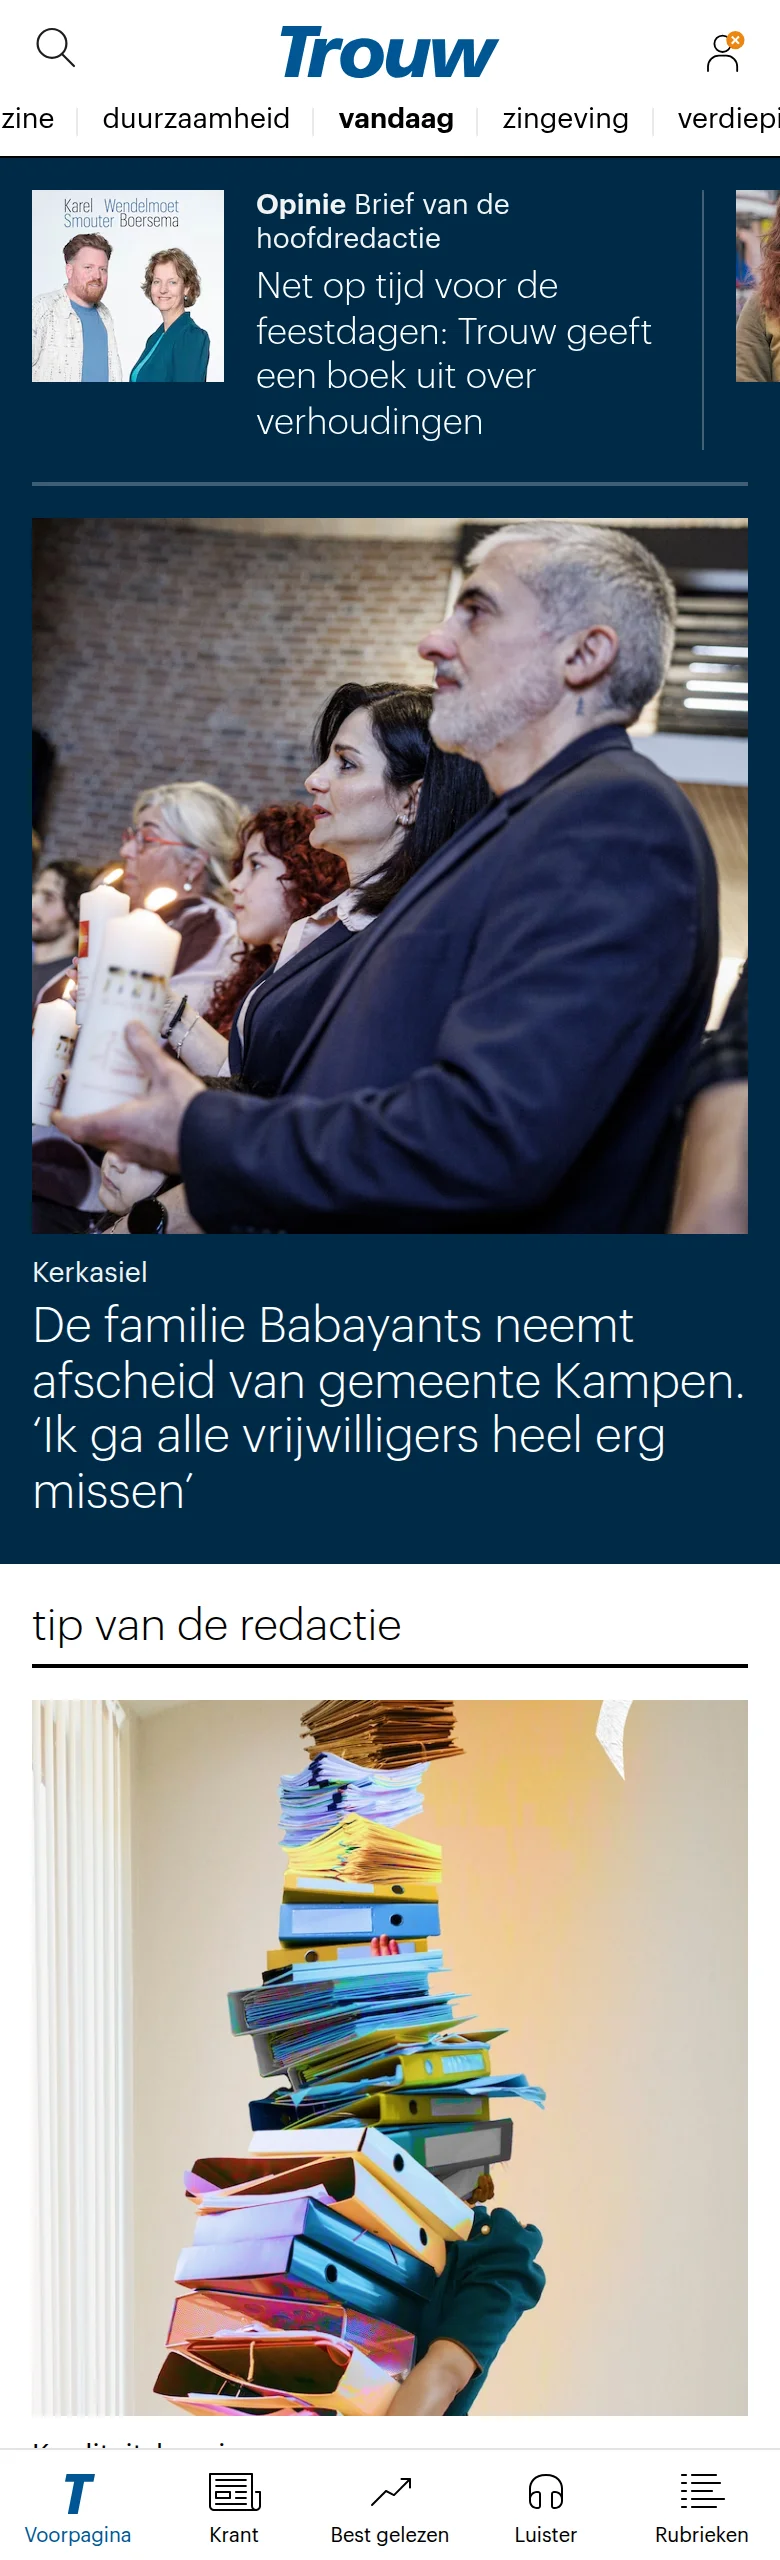 Trouw
zine
duurzaamheid
vandaag
zingeving
verdiepi
Karel Wendelmoet
Smouter Boersema
Opinie Brief van de
hoofdredactie
Net op tijd voor de
feestdagen: Trouw geeft
een boek uit over
verhoudingen
Kerkasiel
De familie Babayants neemt
afscheid van gemeente Kampen.
‘Ik ga alle vrijwilligers heel erg
missen’
tip van de redactie
T
Voorpagina
Krant
Best gelezen
Luister
Rubrieken